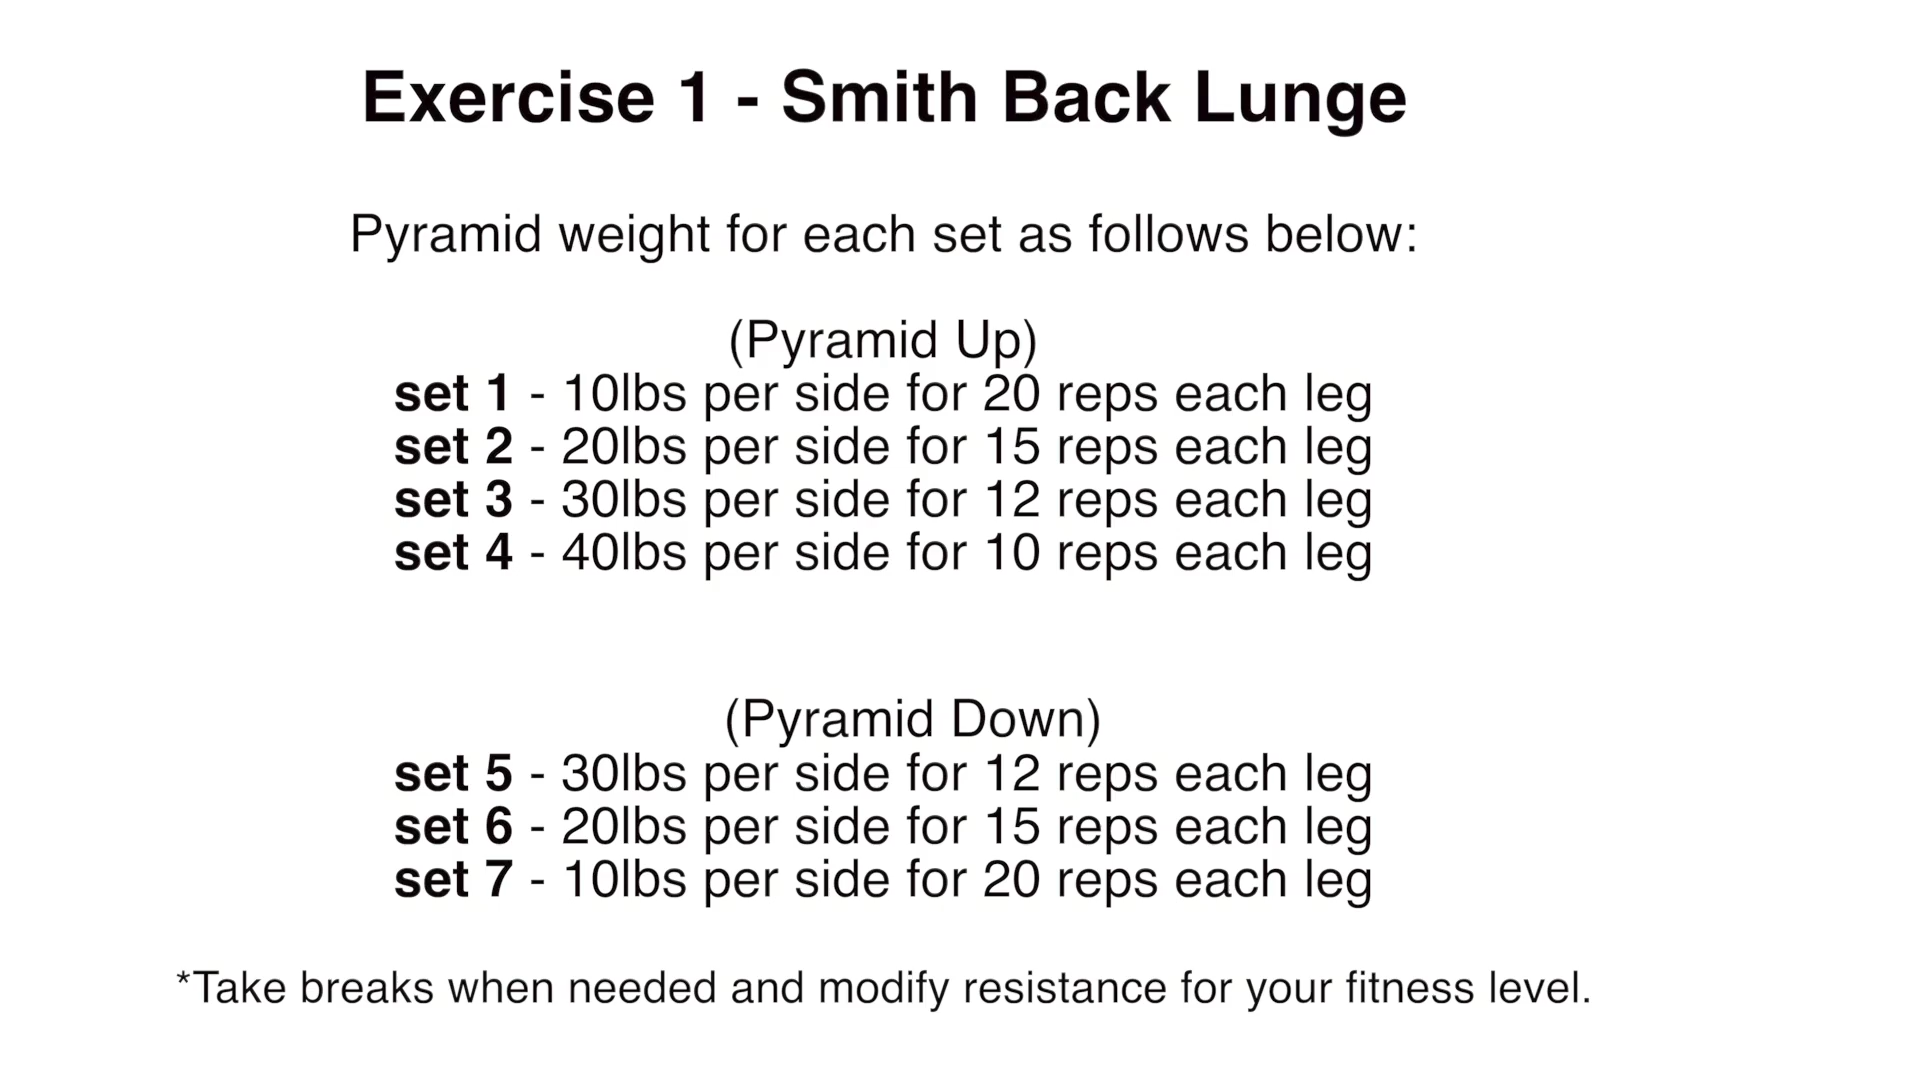 Exercise 1 - Smith Back Lunge
Pyramid weight for each set as follows below:
(Pyramid Up)
set 1 - 10lbs per side for 20 reps each leg
set 2 - 20lbs per side for 15 reps each leg
set 3 - 30lbs per side for 12 reps each leg
set 4 - 40lbs per side for 10 reps each leg
(Pyramid Down)
set 5 - 30lbs per side for 12 reps each leg
set 6 - 20lbs per side for 15 reps each leg
set 7 - 10lbs per side for 20 reps each leg
*Take breaks when needed and modify resistance for your fitness level.